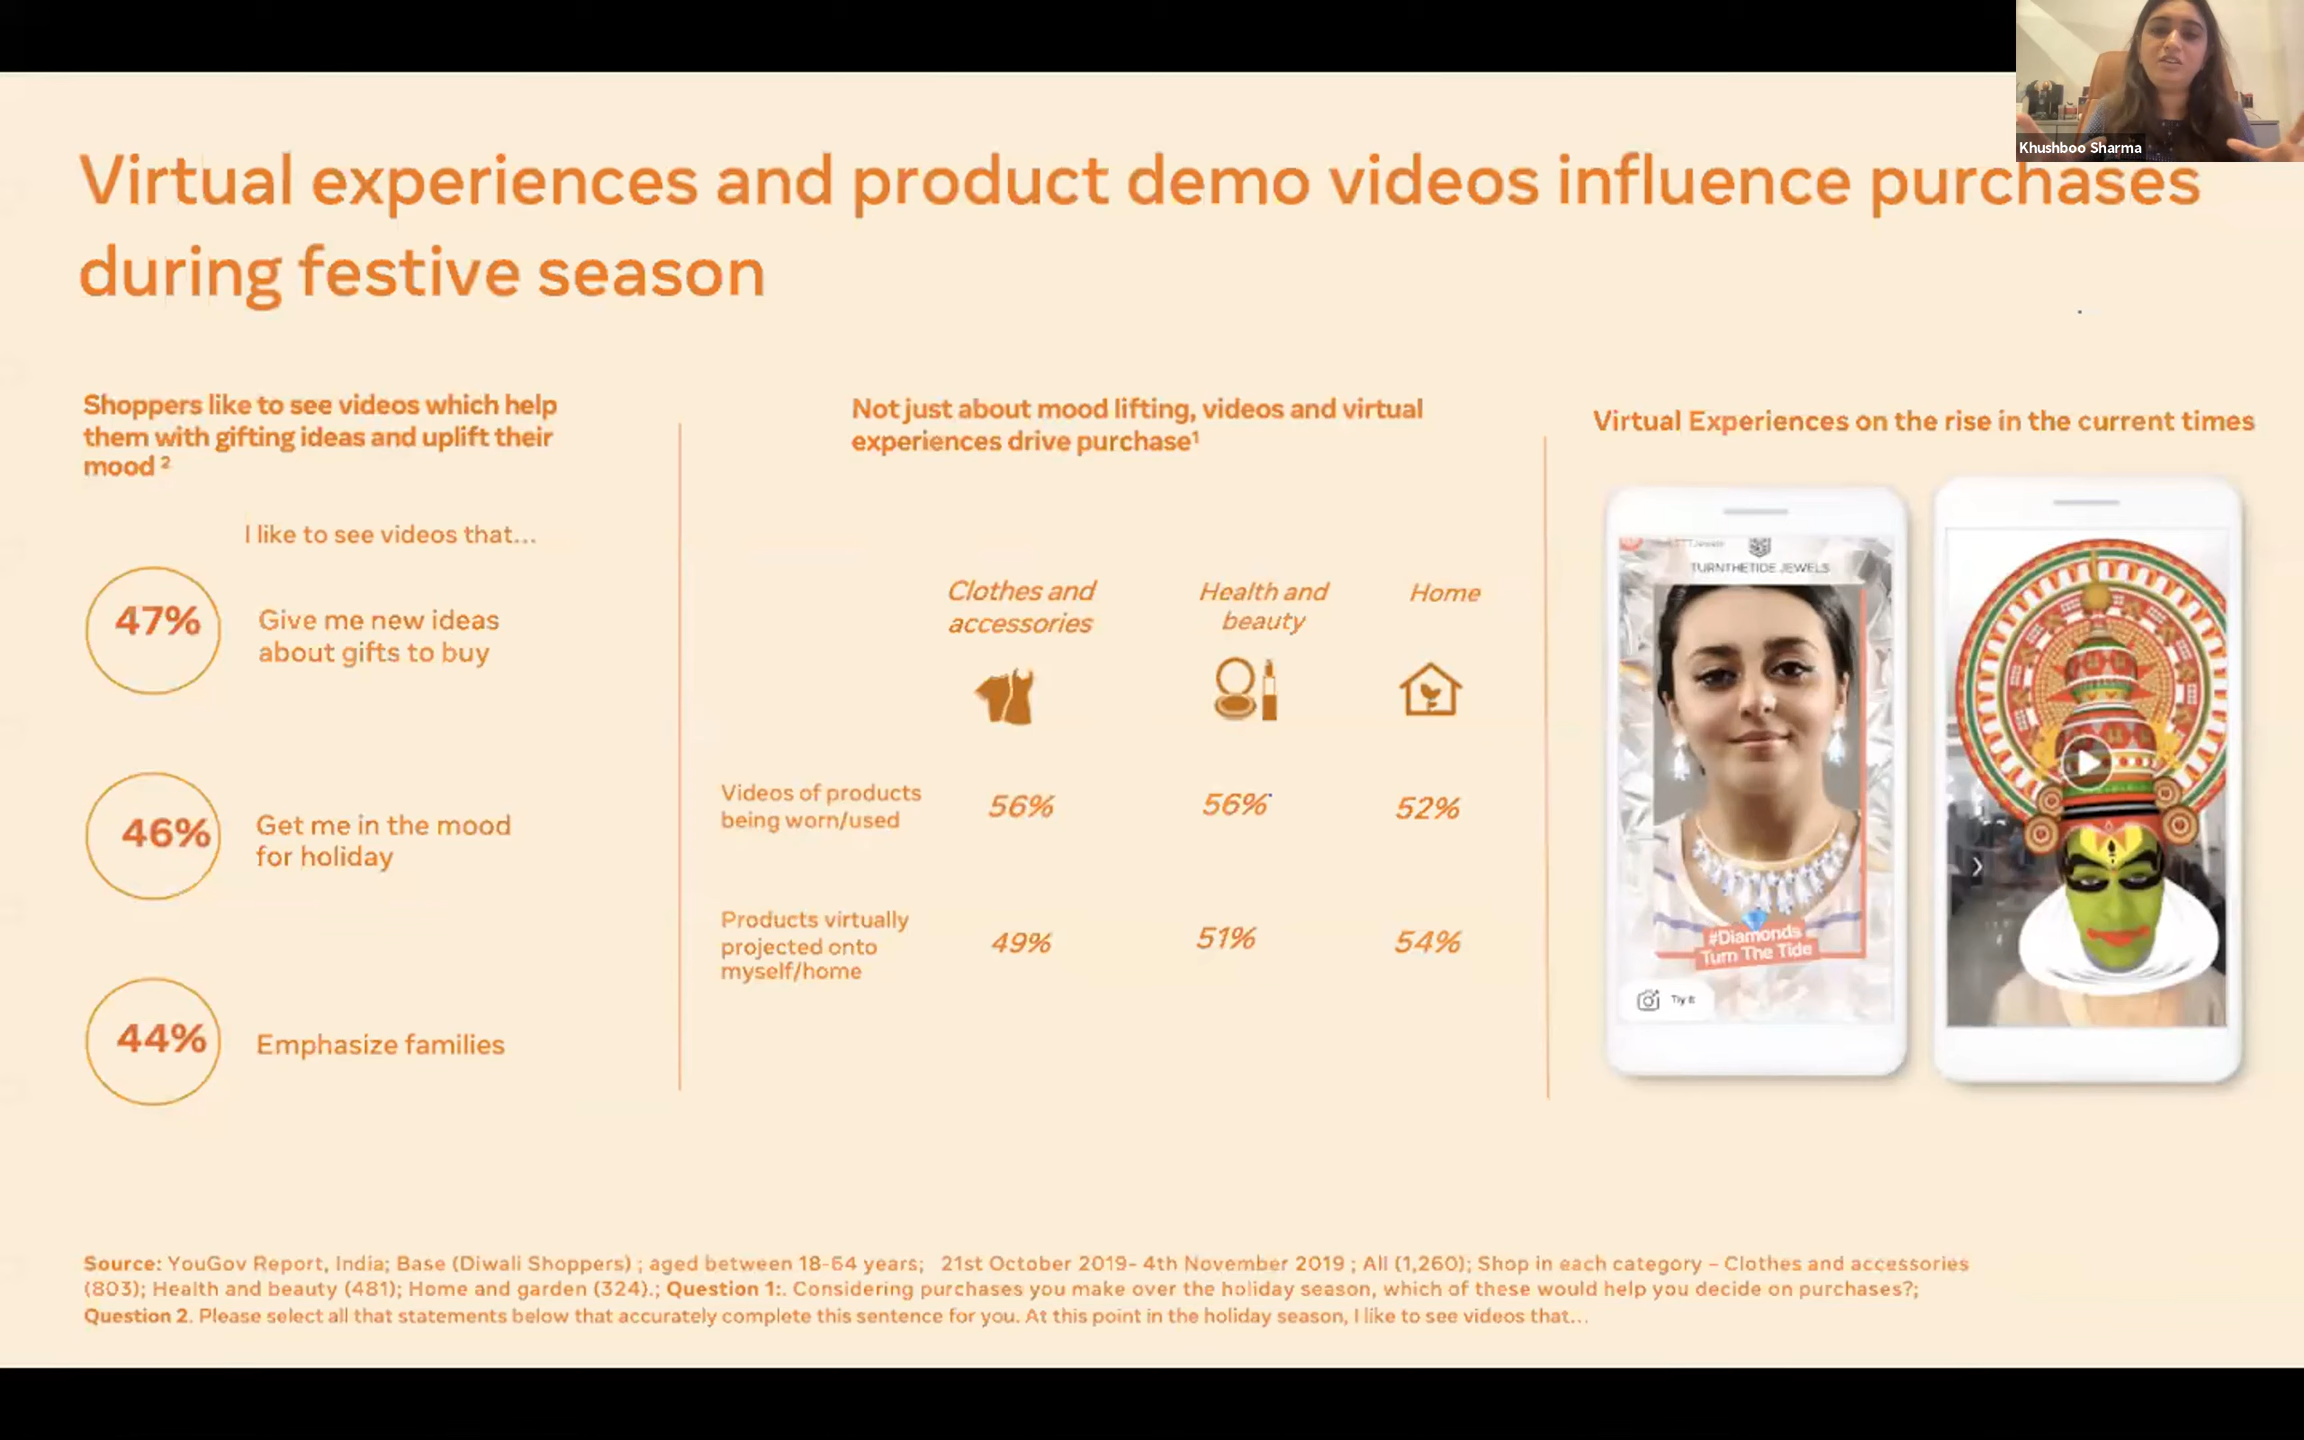 Khushboo Sharma
Virtual experiences and product demo videos influence purchases
during festive season
Shoppers like to see videos which help
them with gifting ideas and uplift their
mood ²
I like to see videos that...
47%
Give me new ideas
about gifts to buy
46%
Get me in the mood
for holiday
44%
Emphasize families
Not just about mood lifting, videos and virtual
experiences drive purchase¹
Clothes and
accessories
Health and
beauty
Home
Videos of products
being worn/used
56%
56%
52%
Products virtually
projected onto
myself/home
49%
51%
54%
Virtual Experiences on the rise in the current times
TURNTHETIDE JEWELS
#Diamonds
Turn The Tide
Try it
Source: YouGov Report, India; Base (Diwali Shoppers) ; aged between 18-64 years; 21st October 2019- 4th November 2019 ; All (1,260); Shop in each category – Clothes and accessories
(803); Health and beauty (481); Home and garden (324).; Question 1:. Considering purchases you make over the holiday season, which of these would help you decide on purchases?;
Question 2. Please select all that statements below that accurately complete this sentence for you. At this point in the holiday season, I like to see videos that...